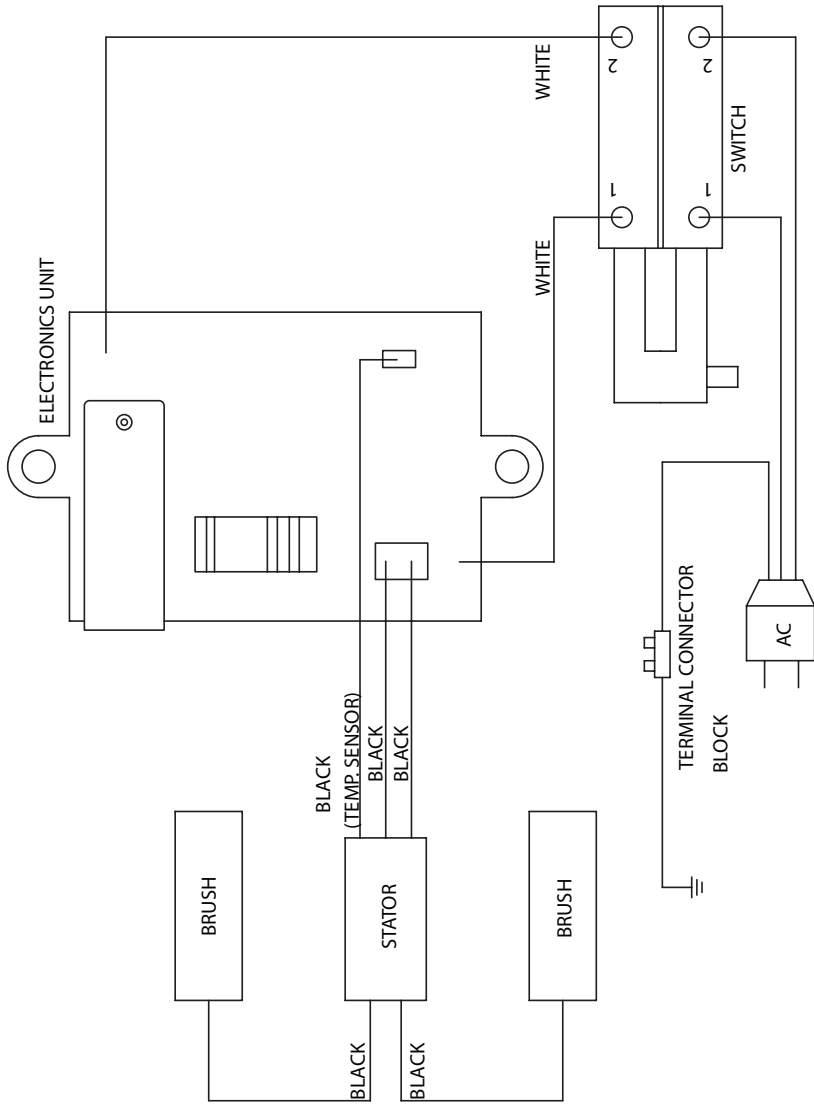 ELECTRONICS UNIT
WHITE
WHITE
2
2
1
1
SWITCH
BLACK
(TEMP. SENSOR)
BLACK
BLACK
BRUSH
STATOR
BRUSH
BLACK
BLACK
TERMINAL CONNECTOR
BLOCK
AC